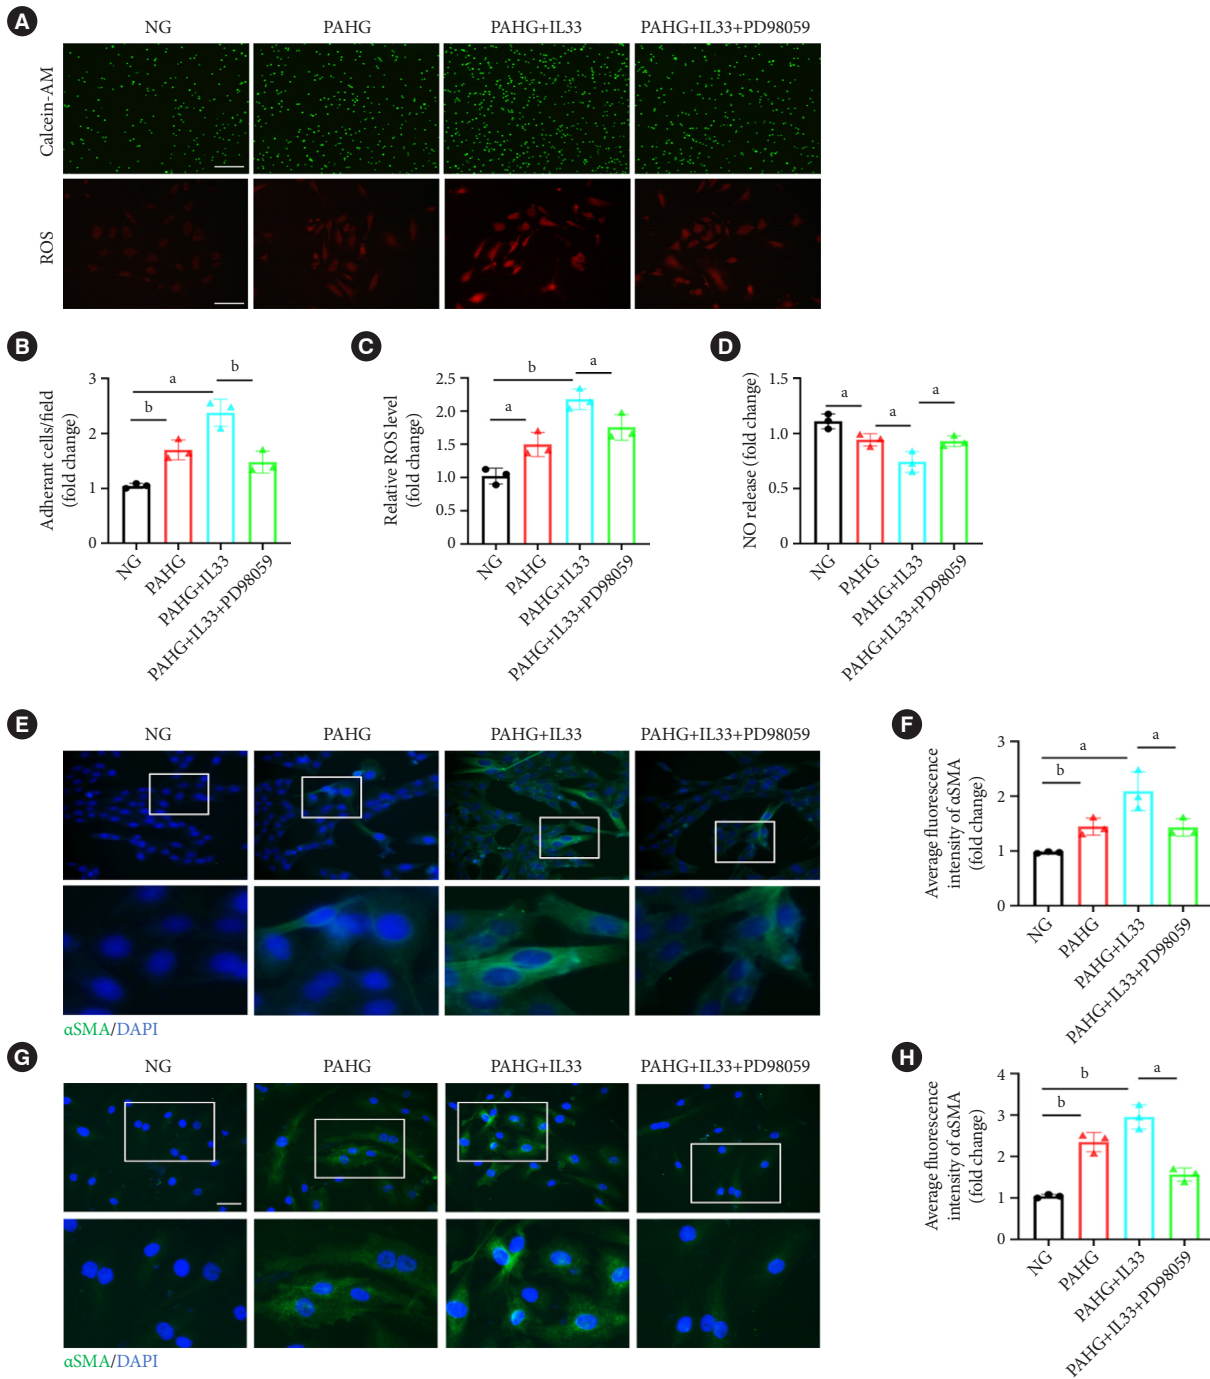 A
NG PAHG PAHG+IL33 PAHG+IL33+PD98059
Calcein-AM
ROS
B
Adherant cells/field
(fold change)
3
2
1
0
a
b
b
NG
PAHG
PAHG+IL33
PAHG+IL33+PD98059
C
Relative ROS level
(fold change)
2.5
2.0
1.5
1.0
0.5
0
b
a
a
NG
PAHG
PAHG+IL33
PAHG+IL33+PD98059
D
NO release (fold change)
1.5
1.0
0.5
0
a
a
a
NG
PAHG
PAHG+IL33
PAHG+IL33+PD98059
E
NG PAHG PAHG+IL33 PAHG+IL33+PD98059
αSMA/DAPI
F
Average fluorescence
intensity of αSMA
(fold change)
3
2
1
0
a
a
b
NG
PAHG
PAHG+IL33
PAHG+IL33+PD98059
G
NG PAHG PAHG+IL33 PAHG+IL33+PD98059
αSMA/DAPI
H
Average fluorescence
intensity of αSMA
(fold change)
4
3
2
1
0
b
a
b
NG
PAHG
PAHG+IL33
PAHG+IL33+PD98059